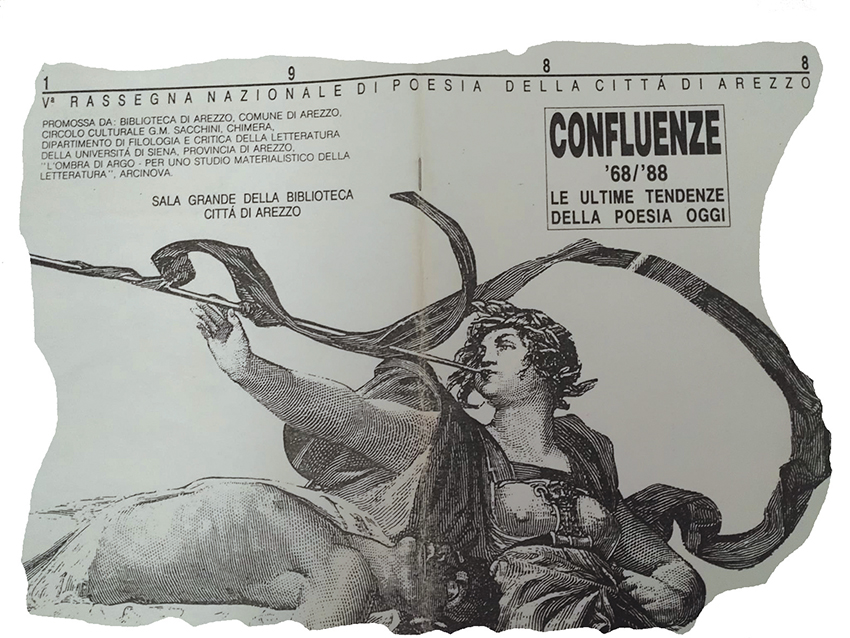 1 9 8 8
Vª RASSEGNA NAZIONALE DI POESIA DELLA CITTÁ DI AREZZO
PROMOSSA DA: BIBLIOTECA DI AREZZO, COMUNE DI AREZZO,
CIRCOLO CULTURALE G.M. SACCHINI, CHIMERA,
DIPARTIMENTO DI FILOLOGIA E CRITICA DELLA LETTERATURA
DELLA UNIVERSITÁ DI SIENA, PROVINCIA DI AREZZO,
"L'OMBRA DI ARGO - PER UNO STUDIO MATERIALISTICO DELLA
LETTERATURA", ARCINOVA.
SALA GRANDE DELLA BIBLIOTECA
CITTÁ DI AREZZO
CONFLUENZE
'68/'88
LE ULTIME TENDENZE
DELLA POESIA OGGI